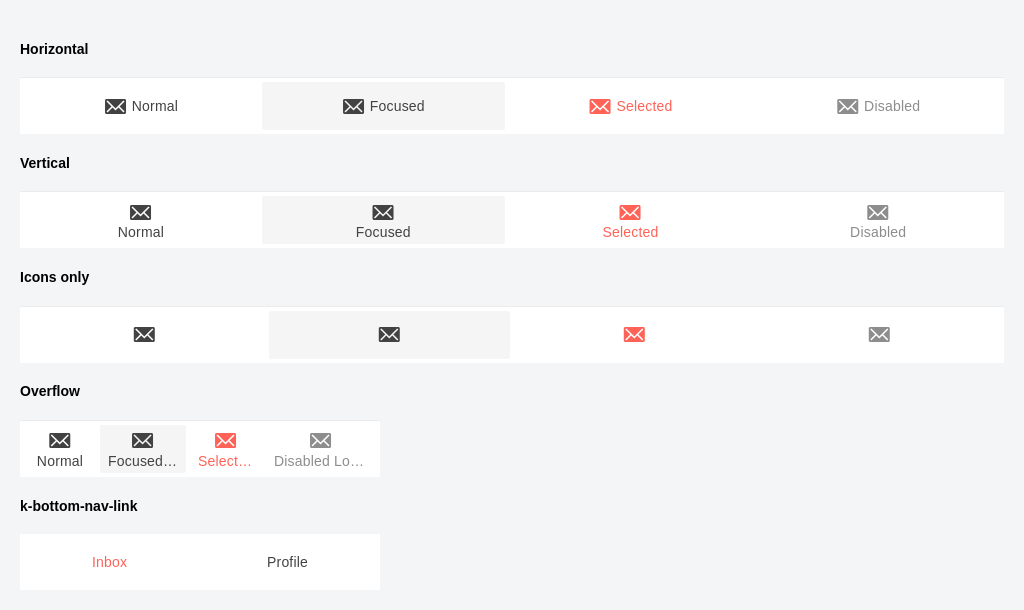 Horizontal
Normal Focused Selected Disabled
Vertical
Normal Focused Selected Disabled
Icons only
Overflow
Normal Focused… Select… Disabled Lo…
k-bottom-nav-link
Inbox Profile